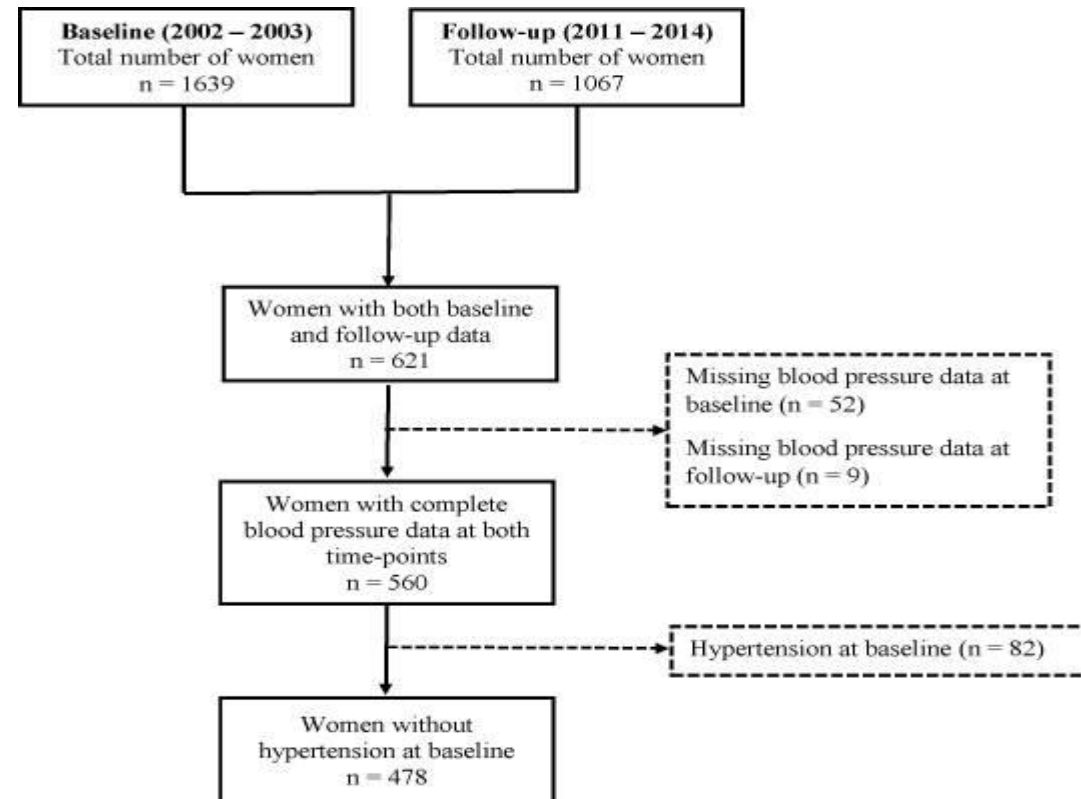 Baseline (2002 – 2003)
Total number of women
n = 1639
Follow-up (2011 – 2014)
Total number of women
n = 1067
Women with both baseline
and follow-up data
n = 621
Missing blood pressure data at
baseline (n = 52)
Missing blood pressure data at
follow-up (n = 9)
Women with complete
blood pressure data at both
time-points
n = 560
Hypertension at baseline (n = 82)
Women without
hypertension at baseline
n = 478